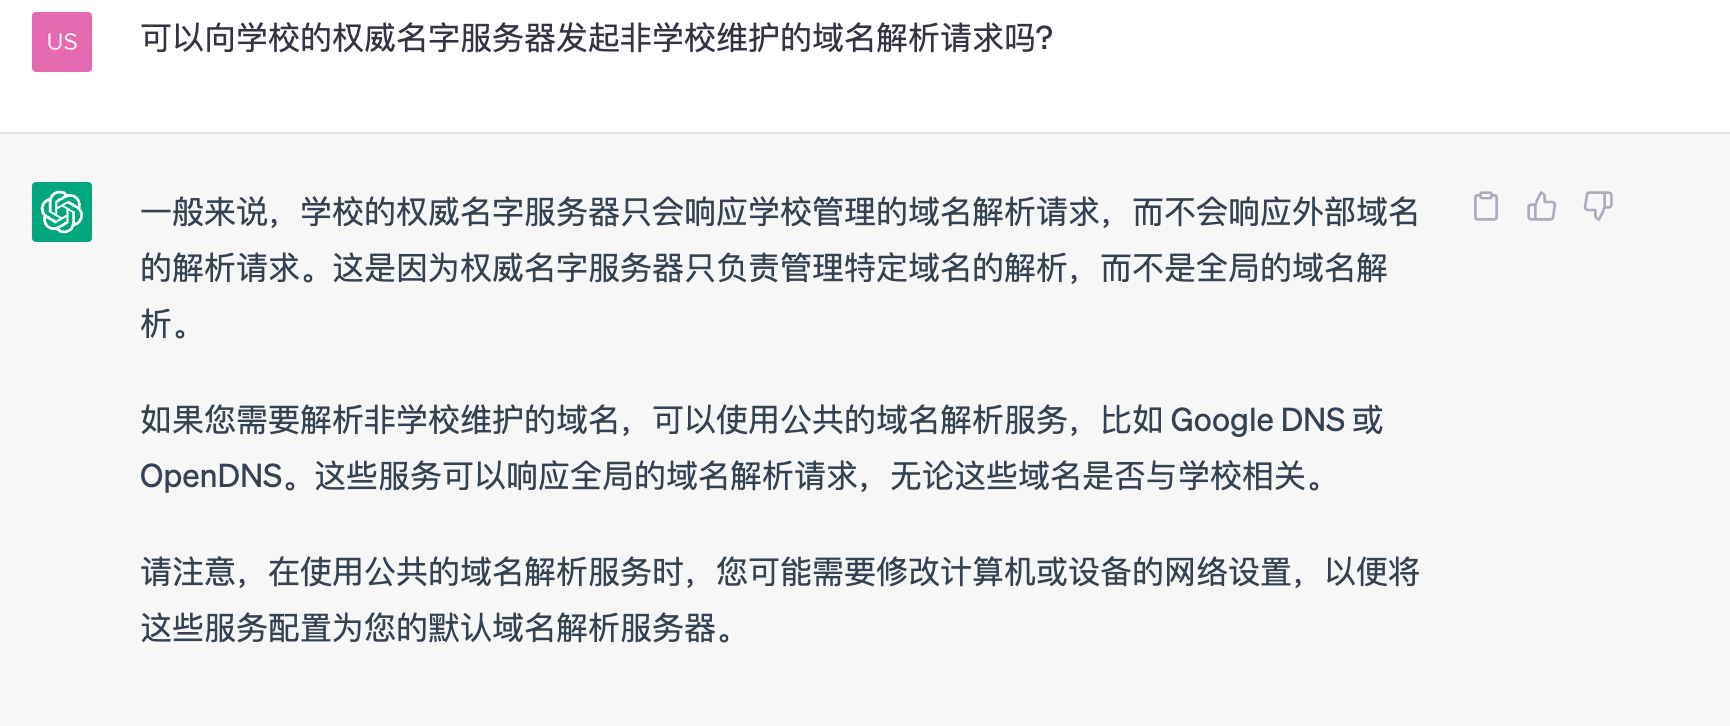 US
可以向学校的权威名字服务器发起非学校维护的域名解析请求吗?
一般来说，学校的权威名字服务器只会响应学校管理的域名解析请求，而不会响应外部域名
的解析请求。这是因为权威名字服务器只负责管理特定域名的解析，而不是全局的域名解
析。
如果您需要解析非学校维护的域名，可以使用公共的域名解析服务，比如 Google DNS 或
OpenDNS。这些服务可以响应全局的域名解析请求，无论这些域名是否与学校相关。
请注意，在使用公共的域名解析服务时，您可能需要修改计算机或设备的网络设置，以便将
这些服务配置为您的默认域名解析服务器。